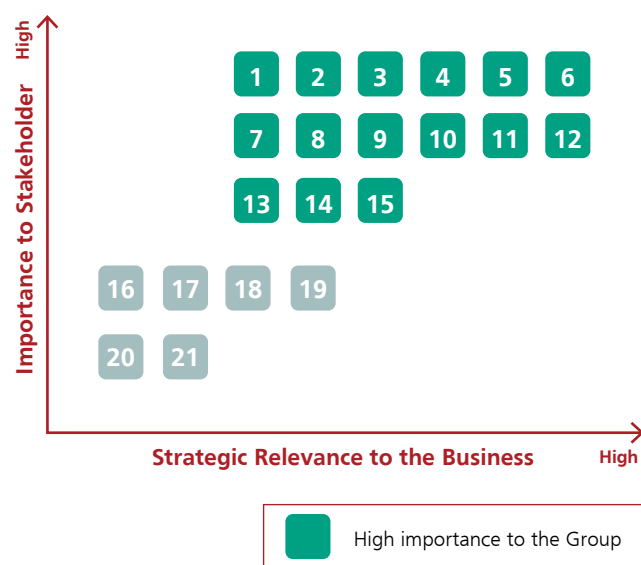 High
Importance to Stakeholder
1 2 3 4 5 6
7 8 9 10 11 12
13 14 15
16 17 18 19
20 21
Strategic Relevance to the Business
High
High importance to the Group